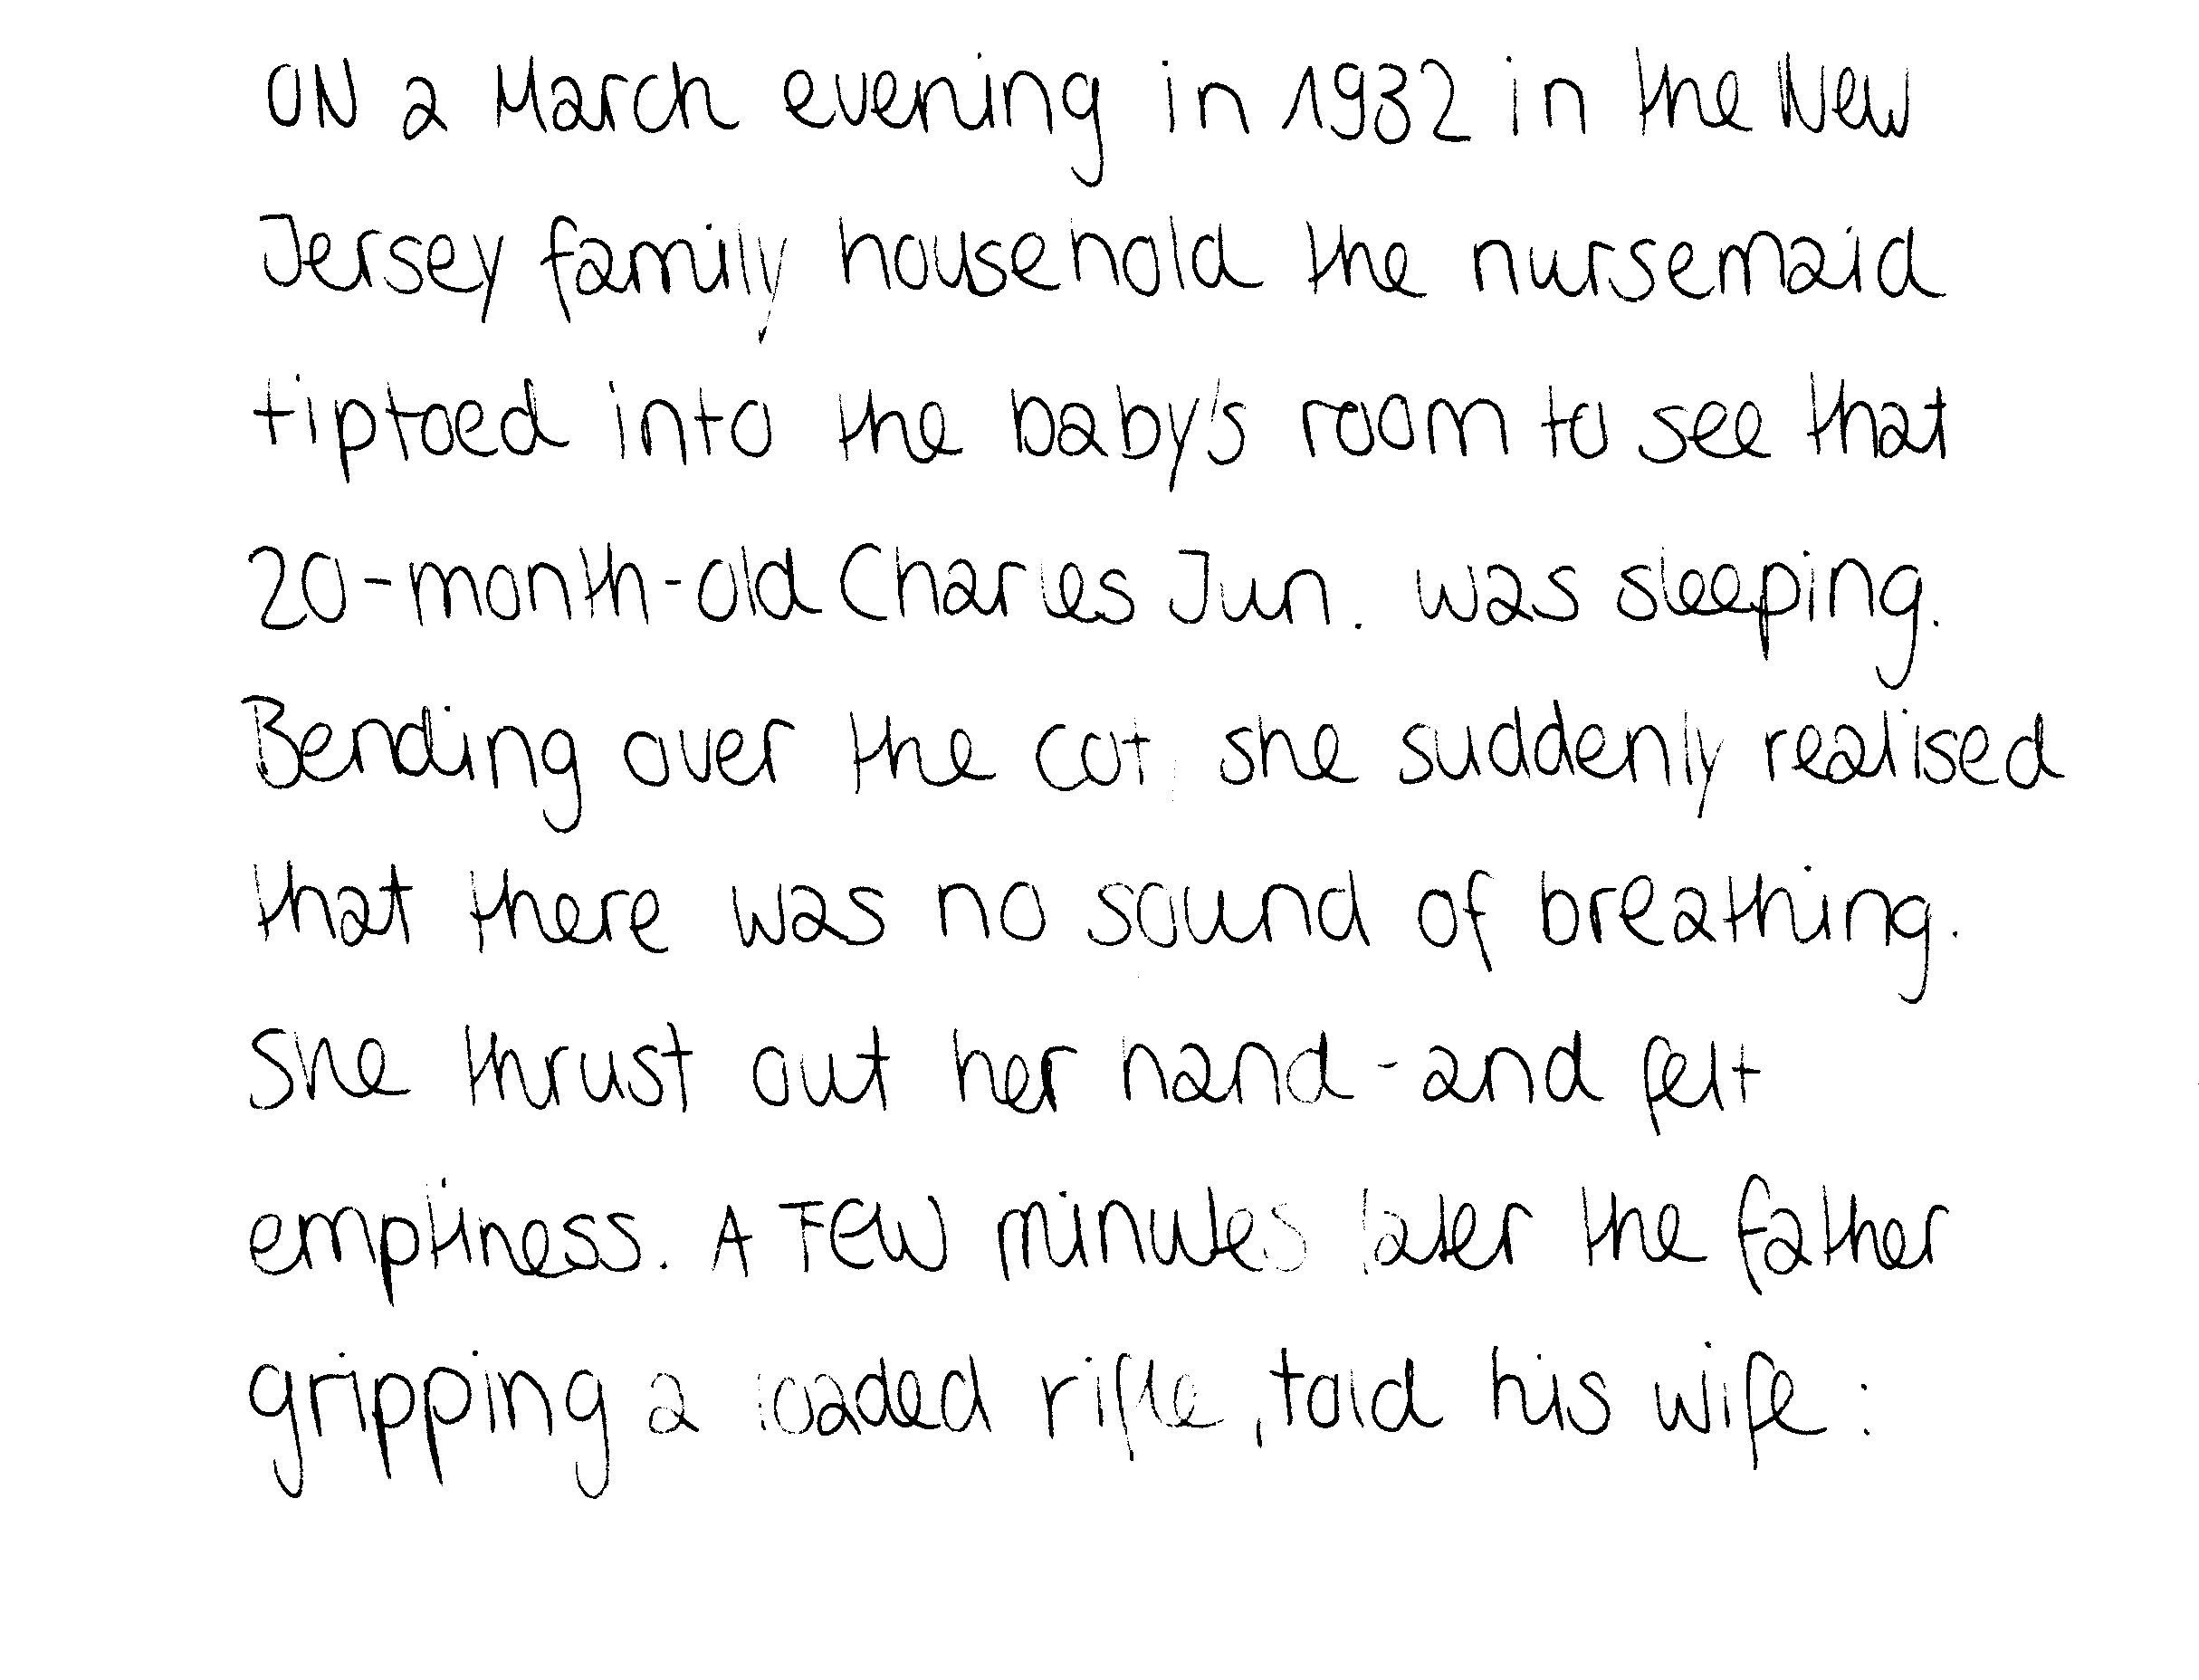 ON a March evening in 1932 in the New
Jersey family household the nursemaid
tiptoed into the baby's room to see that
20-month-old Charles Jun. was sleeping.
Bending over the cot, she suddenly realised
that there was no sound of breathing.
She thrust out her hand - and felt
emptiness. A FEW minutes later the father
gripping a loaded rifle, told his wife: